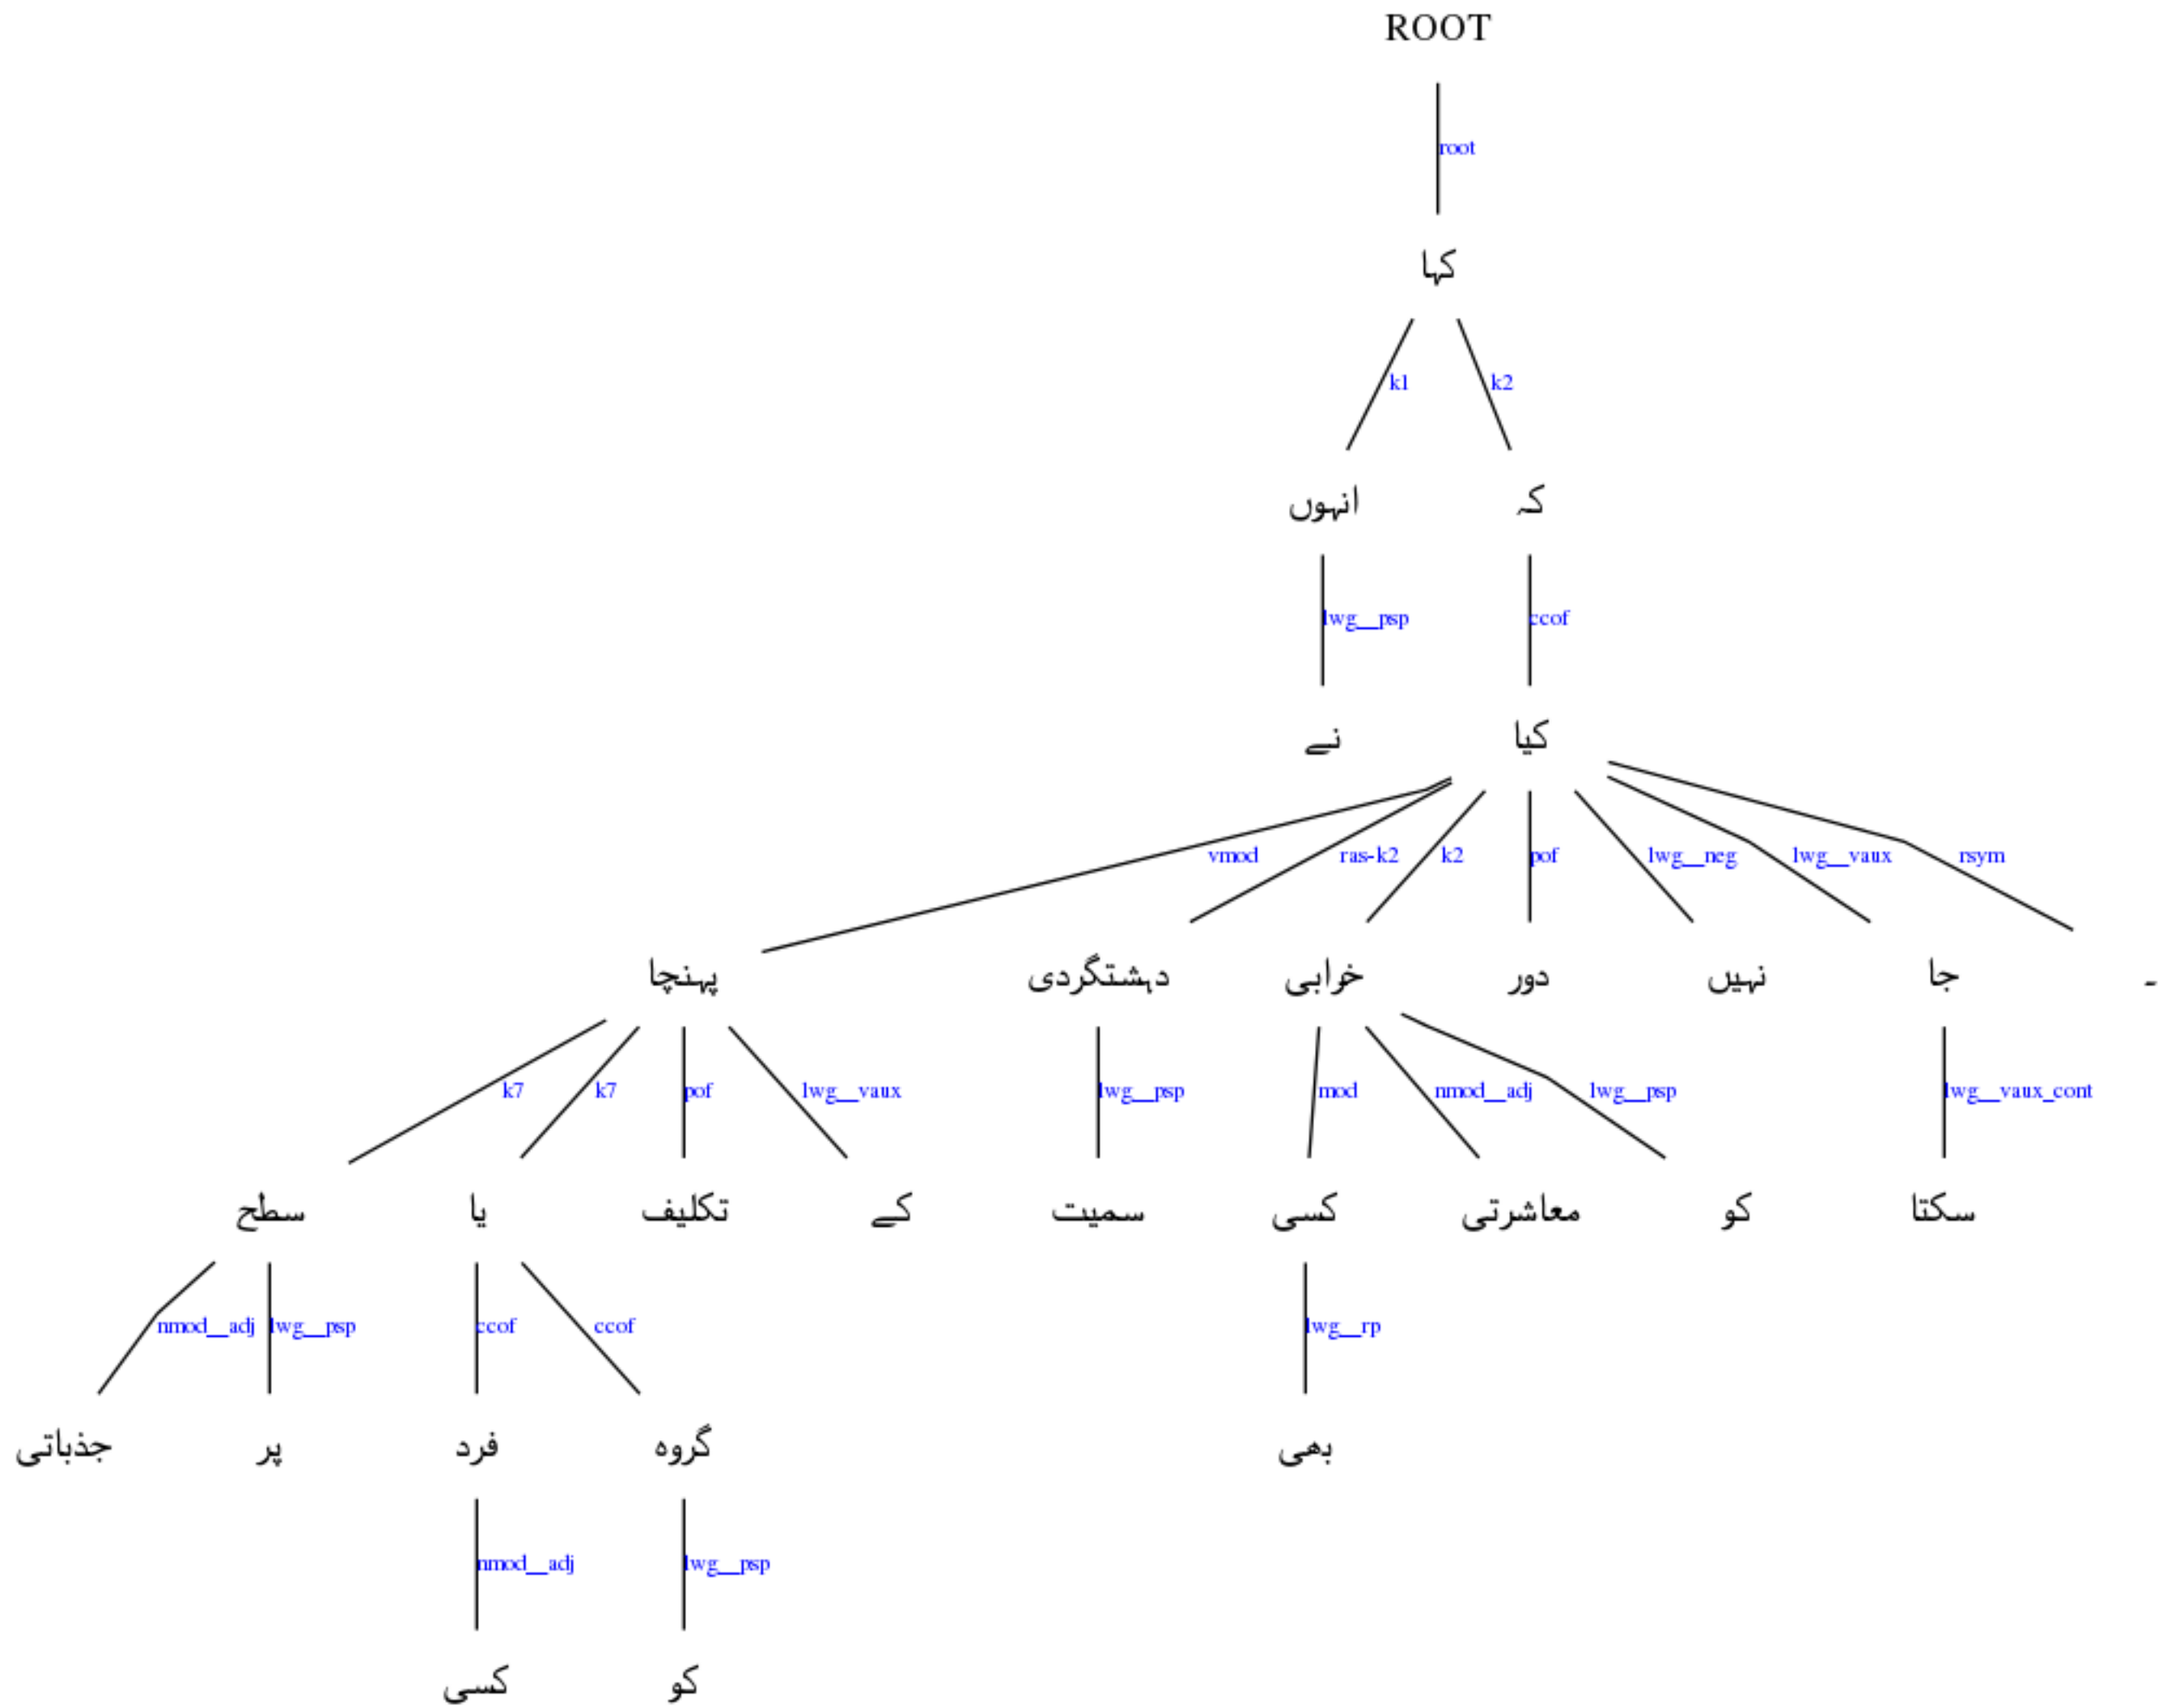 ROOT
root
کہا
k1 k2
انہوں کہ
lwg__psp ccof
نے کیا
vmod ras-k2 k2 pof lwg__neg lwg__vaux rsym
پہنچا دہشتگردی خوابی دور نہیں جا ۔
k7 k7 pof lwg__vaux lwg__psp mod nmod__adj lwg__psp lwg__vaux_cont
سطح یا تکلیف کے سمیت کسی معاشرتی کو سکتا
nmod__adj lwg__psp ccof ccof lwg__rp
جذباتی پر فرد گروہ بھی
nmod__adj lwg__psp
کسی کو